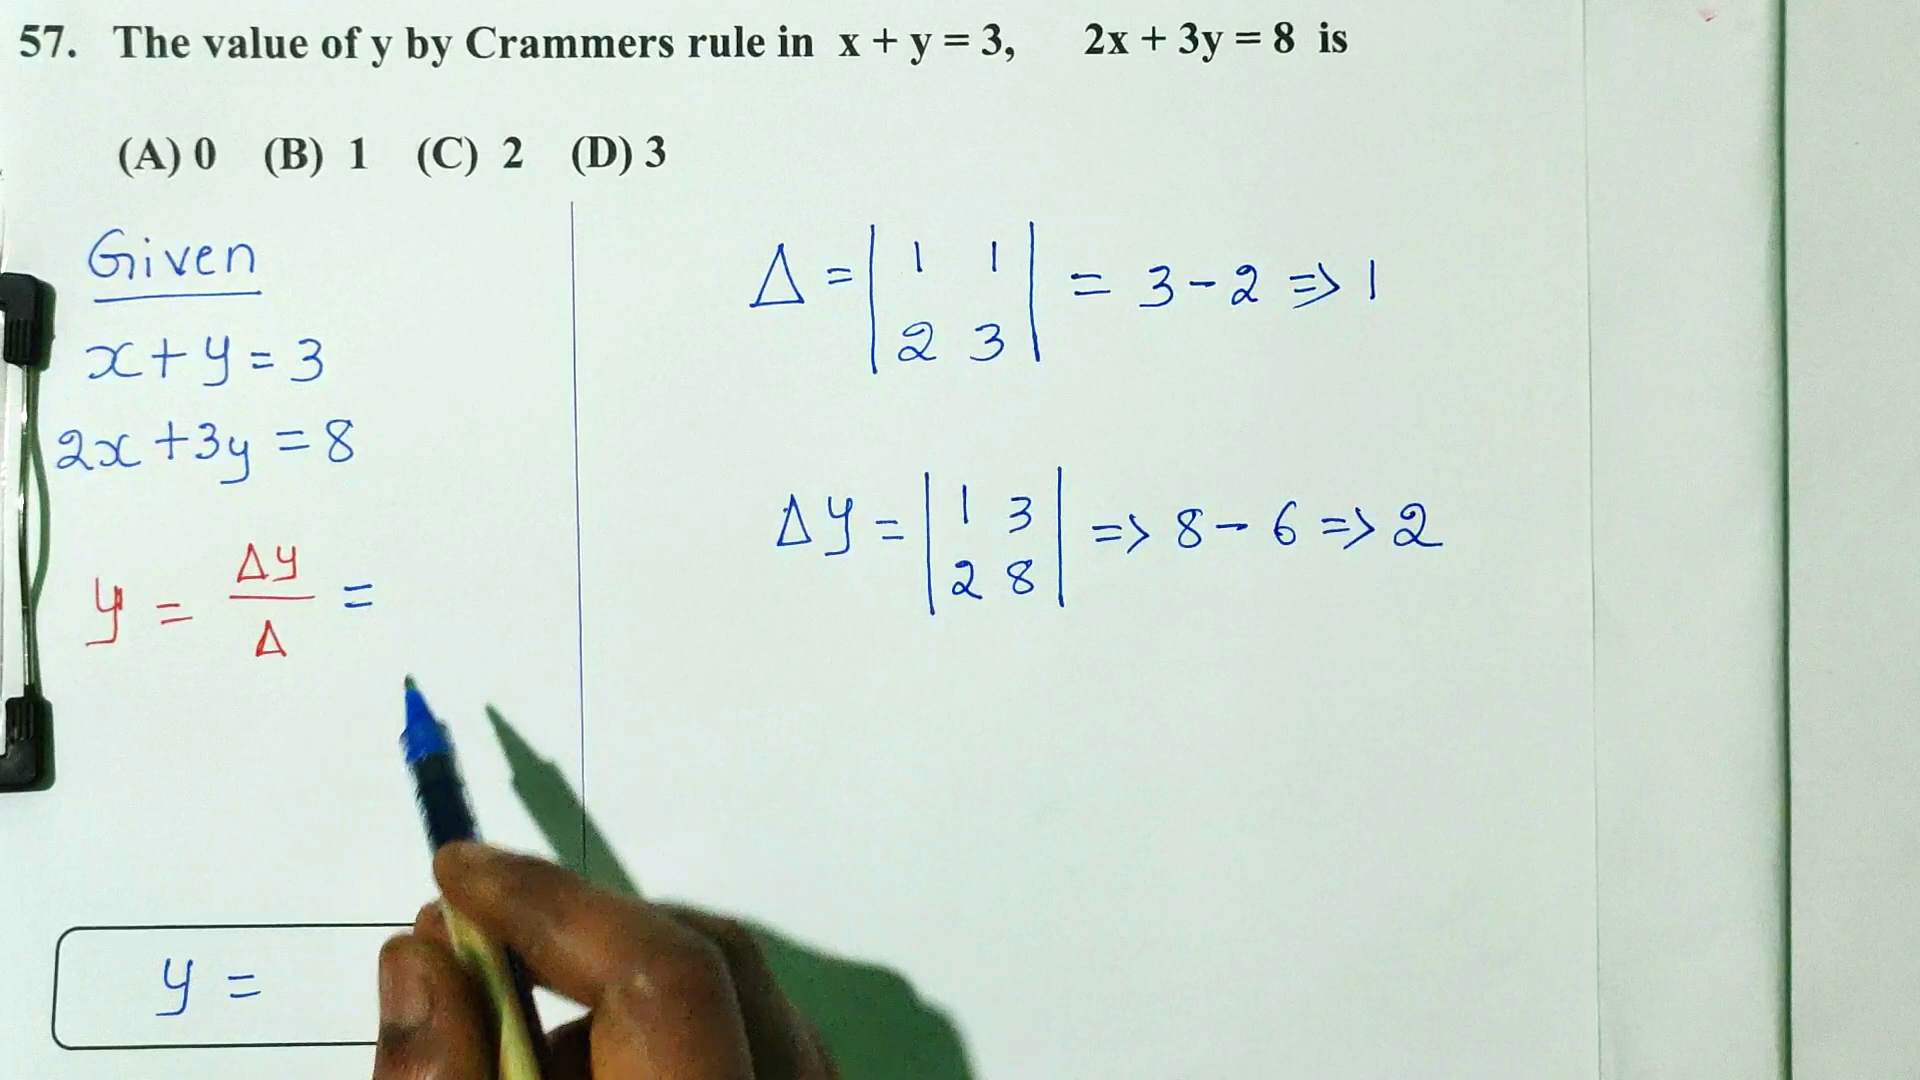 57. The value of y by Crammers rule in x + y = 3, 2x + 3y = 8 is
(A) 0 (B) 1 (C) 2 (D) 3
Given
x + y = 3
2x + 3y = 8
y = Δy / Δ =
y =
Δ = | 1 1 | = 3 - 2 => 1
| 2 3 |
Δy = | 1 3 | => 8 - 6 => 2
| 2 8 |